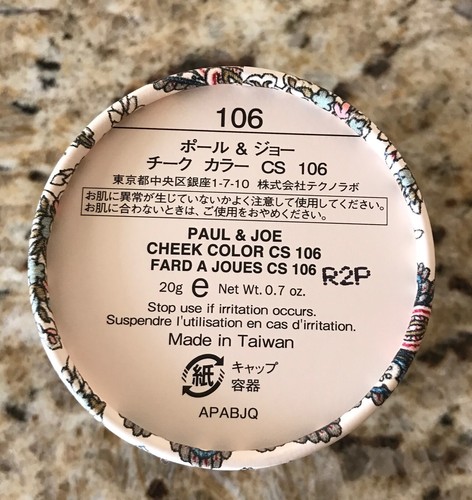 106
ポール & ジョー
チーク カラー CS 106
東京都中央区銀座1-7-10 株式会社テクノラボ
お肌に異常が生じていないかよく注意して使用してください。
お肌に合わないときは、ご使用をおやめください。
PAUL & JOE
CHEEK COLOR CS 106
FARD A JOUES CS 106 R2P
20g ℮ Net Wt. 0.7 oz.
Stop use if irritation occurs.
Suspendre l'utilisation en cas d'irritation.
Made in Taiwan
紙 キャップ
容器
APABJQ